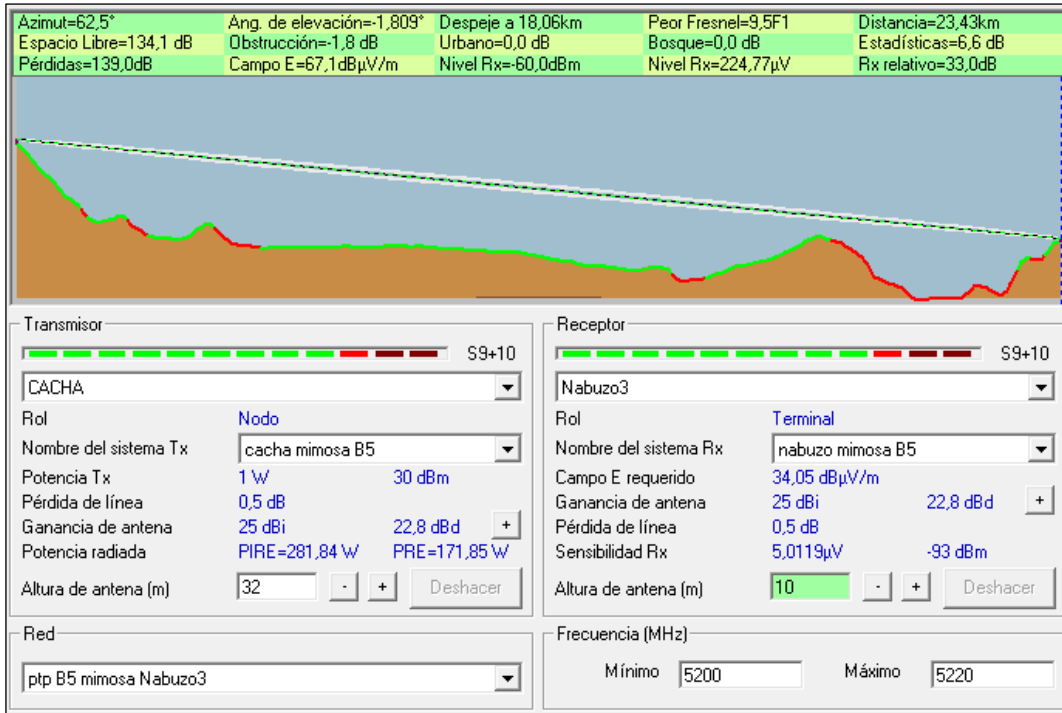 Azimut=62,5° Ang. de elevación=-1,809° Despeje a 18,06km Peor Fresnel=9,5F1 Distancia=23,43km
Espacio Libre=134,1 dB Obstrucción=-1,8 dB Urbano=0,0 dB Bosque=0,0 dB Estadísticas=6,6 dB
Pérdidas=139,0dB Campo E=67,1dBµV/m Nivel Rx=-60,0dBm Nivel Rx=224,77µV Rx relativo=33,0dB
Transmisor
S9+10
CACHA
Rol Nodo
Nombre del sistema Tx cacha mimosa B5
Potencia Tx 1 W 30 dBm
Pérdida de línea 0,5 dB
Ganancia de antena 25 dBi 22,8 dBd +
Potencia radiada PIRE=281,84 W PRE=171,85 W
Altura de antena (m) 32 - + Deshacer
Receptor
S9+10
Nabuzo3
Rol Terminal
Nombre del sistema Rx nabuzo mimosa B5
Campo E requerido 34,05 dBµV/m
Ganancia de antena 25 dBi 22,8 dBd +
Pérdida de línea 0,5 dB
Sensibilidad Rx 5,0119µV -93 dBm
Altura de antena (m) 10 - + Deshacer
Red
ptp B5 mimosa Nabuzo3
Frecuencia (MHz)
Mínimo 5200 Máximo 5220